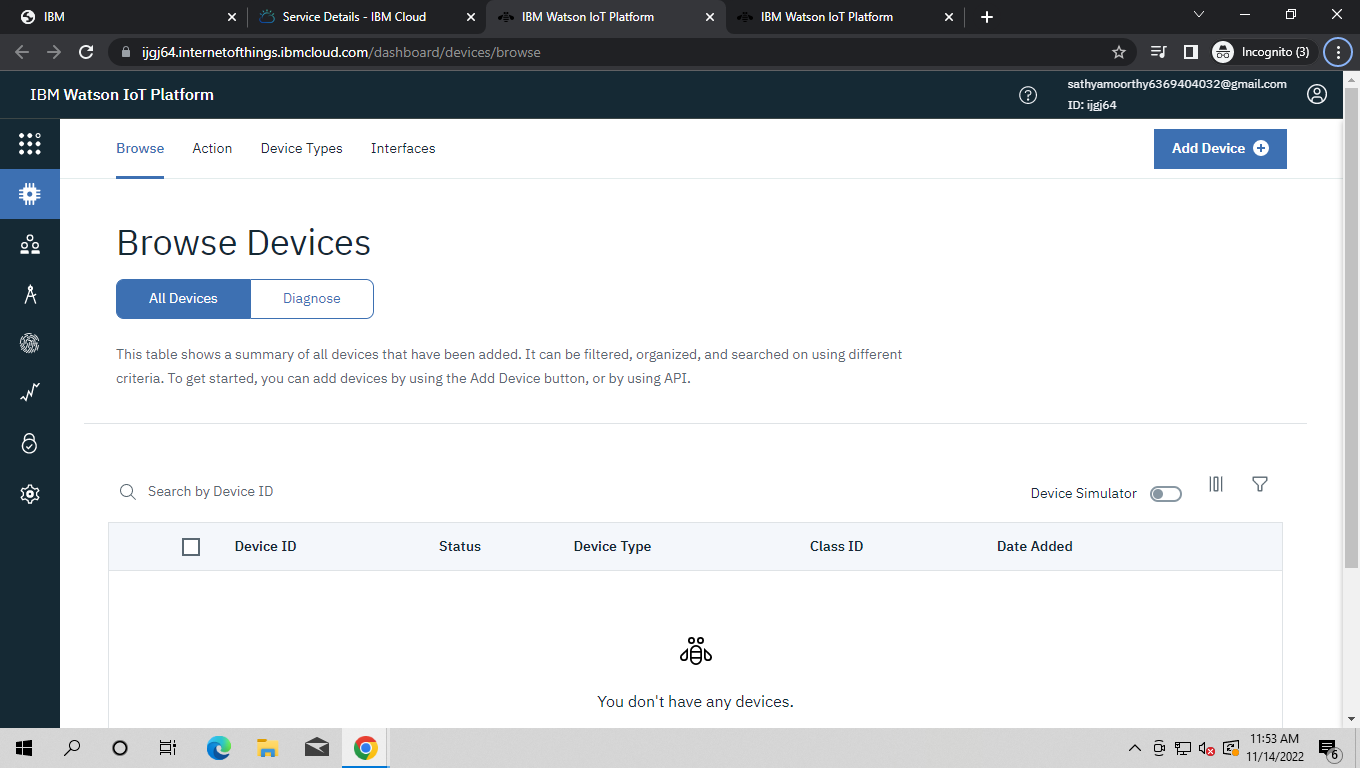 IBM
Service Details - IBM Cloud
IBM Watson IoT Platform
IBM Watson IoT Platform
ijgj64.internetofthings.ibmcloud.com/dashboard/devices/browse
Incognito (3)
IBM Watson IoT Platform
sathyamoorthy6369404032@gmail.com
ID: ijgj64
Browse
Action
Device Types
Interfaces
Add Device
Browse Devices
All Devices
Diagnose
This table shows a summary of all devices that have been added. It can be filtered, organized, and searched on using different
criteria. To get started, you can add devices by using the Add Device button, or by using API.
Search by Device ID
Device Simulator
Device ID
Status
Device Type
Class ID
Date Added
You don't have any devices.
11:53 AM
11/14/2022
6